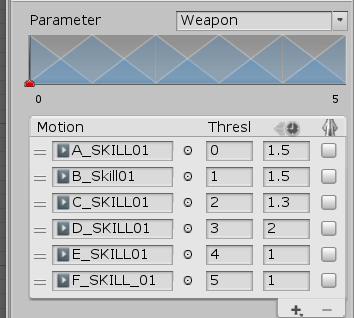 Parameter Weapon
0 5
Motion Thresl
A_SKILL01 0 1.5
B_Skill01 1 1.5
C_SKILL01 2 1.3
D_SKILL01 3 2
E_SKILL01 4 1
F_SKILL_01 5 1